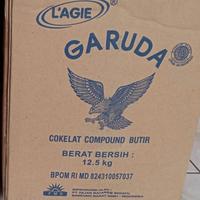 L'AGIE
GARUDA
COKELAT COMPOUND BUTIR
BERAT BERSIH :
12.5 kg
BPOM RI MD 824310057037